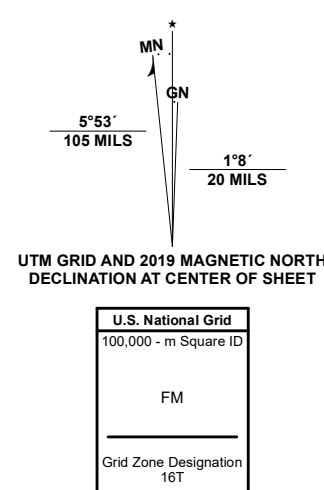 MN
GN
5°53´
105 MILS
1°8´
20 MILS
UTM GRID AND 2019 MAGNETIC NORTH
DECLINATION AT CENTER OF SHEET
U.S. National Grid
100,000 - m Square ID
FM
Grid Zone Designation
16T